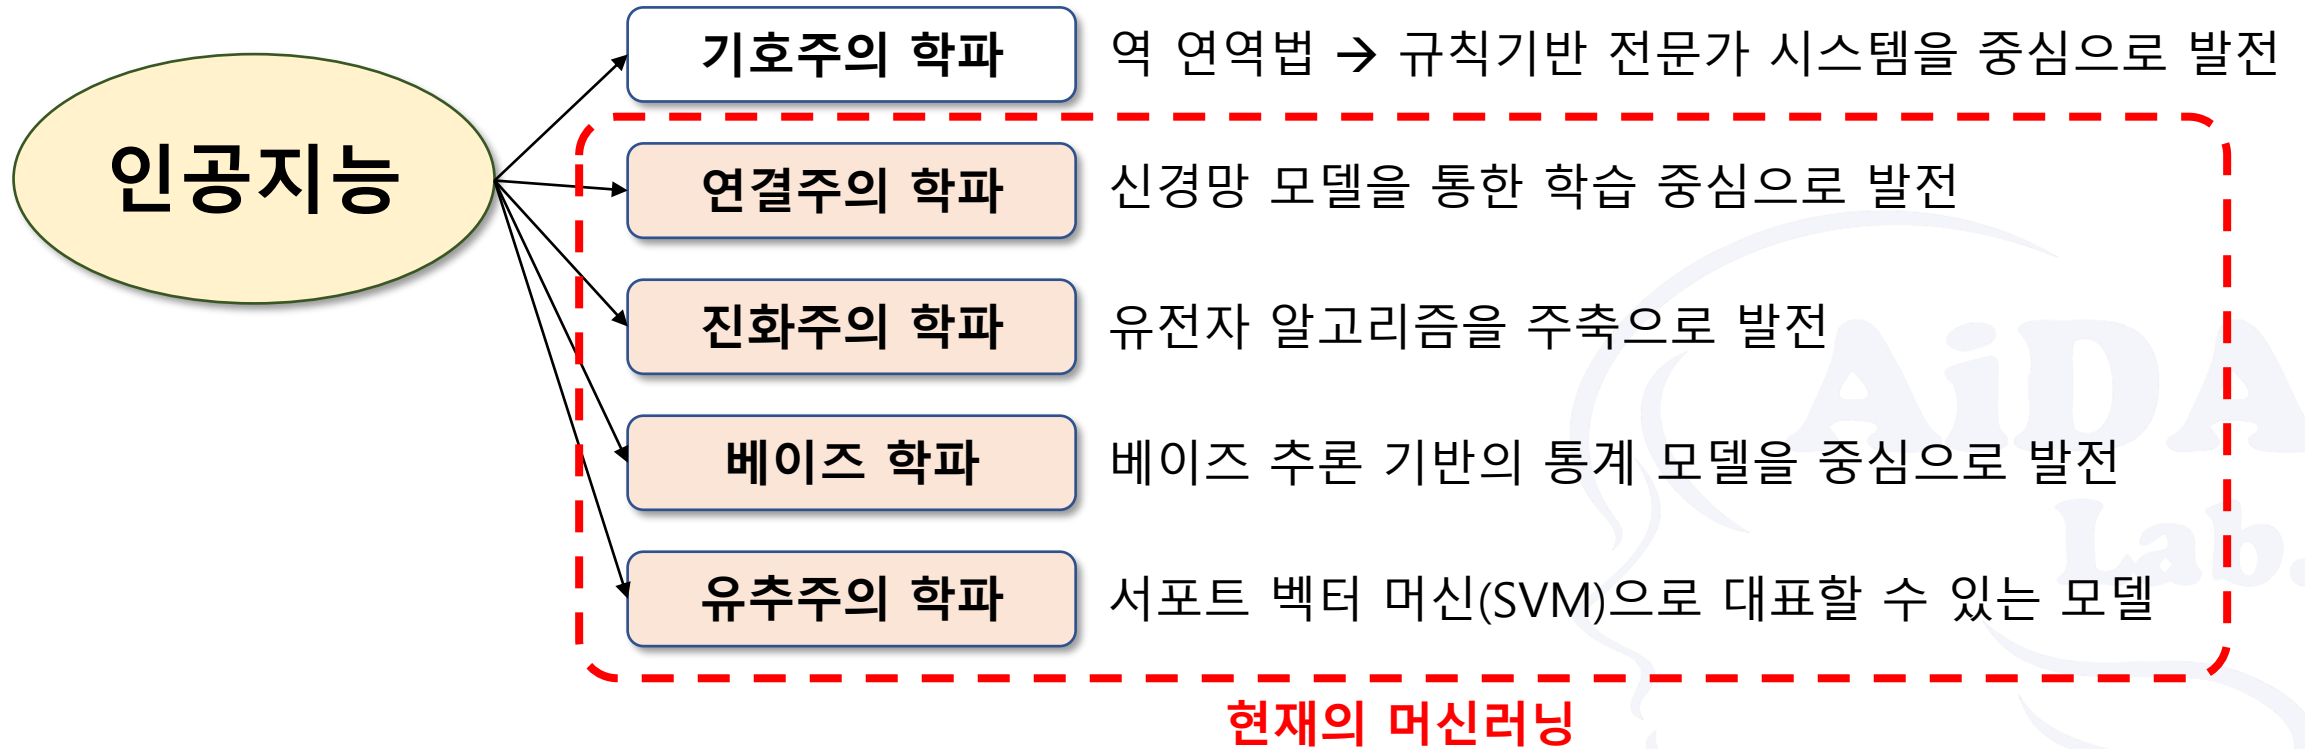 인공지능
기호주의 학파 역 연역법 → 규칙기반 전문가 시스템을 중심으로 발전
연결주의 학파 신경망 모델을 통한 학습 중심으로 발전
진화주의 학파 유전자 알고리즘을 주축으로 발전
베이즈 학파 베이즈 추론 기반의 통계 모델을 중심으로 발전
유추주의 학파 서포트 벡터 머신(SVM)으로 대표할 수 있는 모델
현재의 머신러닝
AiDA
Lab.